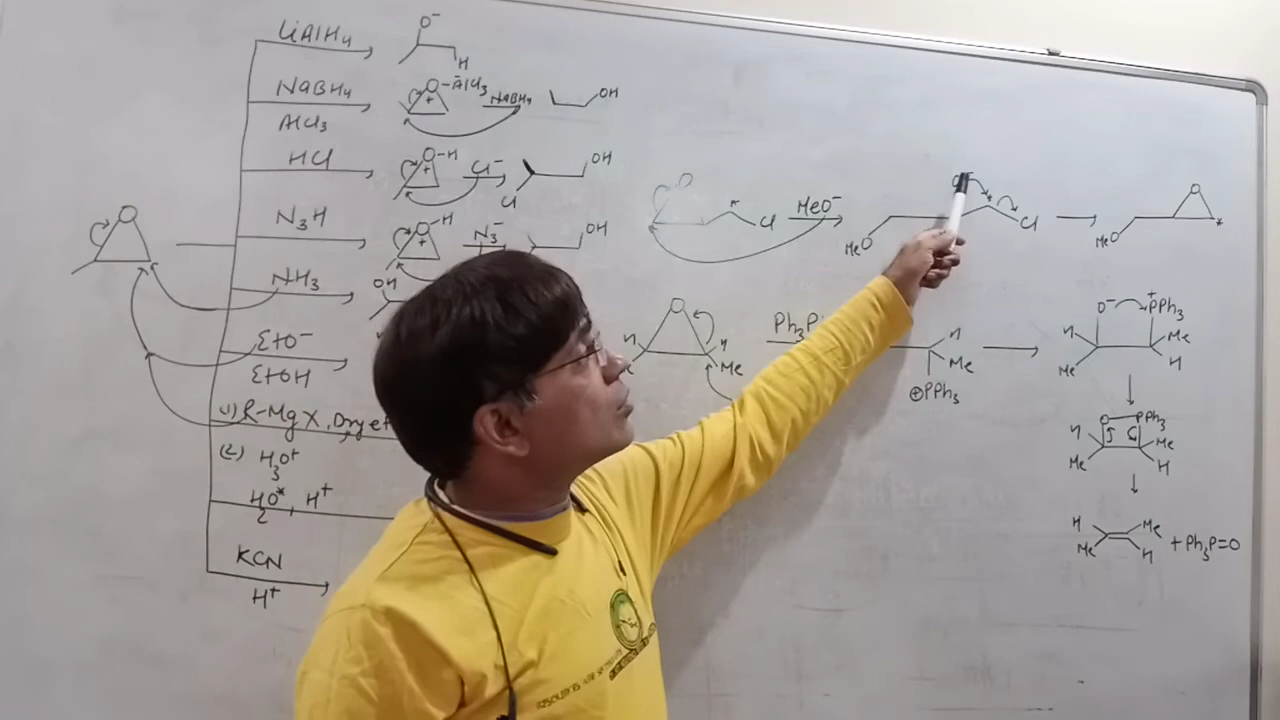 LiAlH4
O-
H
NaBH4
AlCl3
O-AlCl3
+
NaBH4
OH
HCl
O-H
+
Cl-
OH
Cl
N3H
O H
+
N3-
OH
O
NH3
OH
EtO-
EtOH
(1) R-MgX, Dry et
(2) H3O+
H2O*, H+
KCN
H+
O
*
Cl
MeO-
MeO
O-
*
Cl
O
MeO
*
O
H
H
Me
Ph3P
H
Me
⊕PPh3
O-
+PPh3
H
Me
Me
H
O PPh3
H
Me
Me
H
H
Me
Me
H
+ Ph3P=O